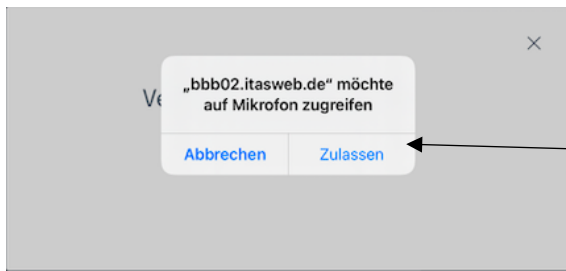 „bbb02.itasweb.de“ möchte
auf Mikrofon zugreifen
Abbrechen Zulassen